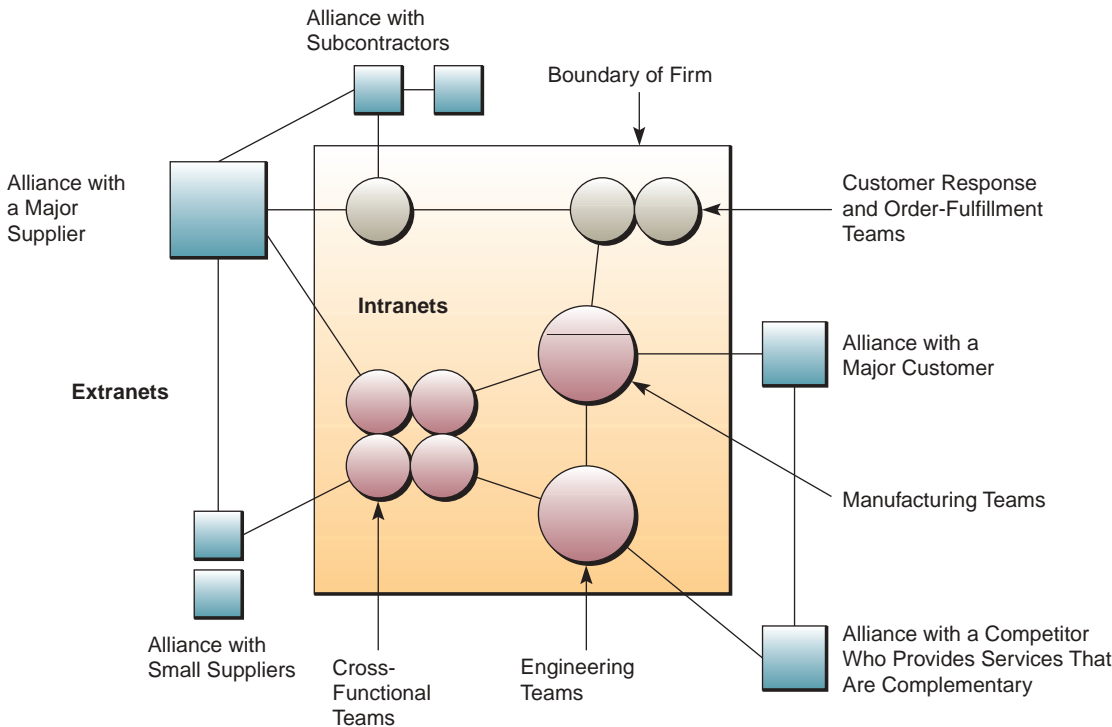 Alliance with
Subcontractors
Boundary of Firm
Alliance with
a Major
Supplier
Customer Response
and Order-Fulfillment
Teams
Intranets
Alliance with a
Major Customer
Extranets
Manufacturing Teams
Alliance with
Small Suppliers
Cross-
Functional
Teams
Engineering
Teams
Alliance with a Competitor
Who Provides Services That
Are Complementary